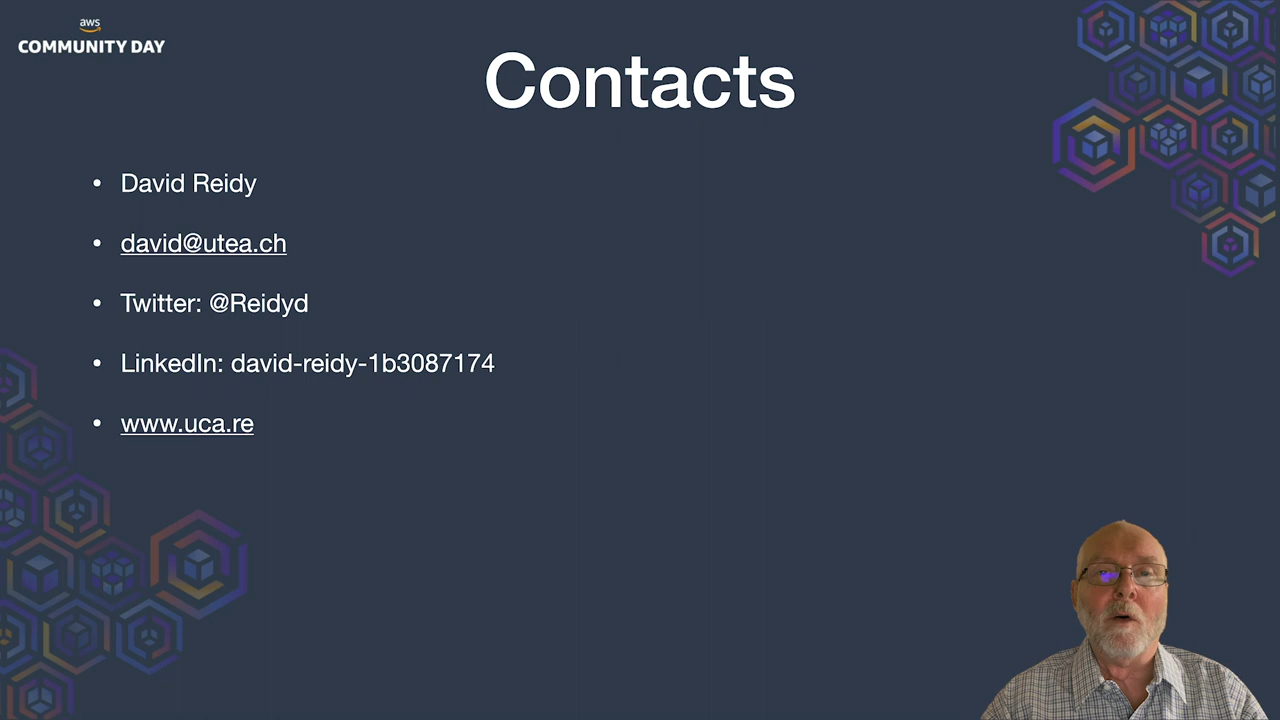 aws
COMMUNITY DAY
Contacts
• David Reidy
• david@utea.ch
• Twitter: @Reidyd
• LinkedIn: david-reidy-1b3087174
• www.uca.re